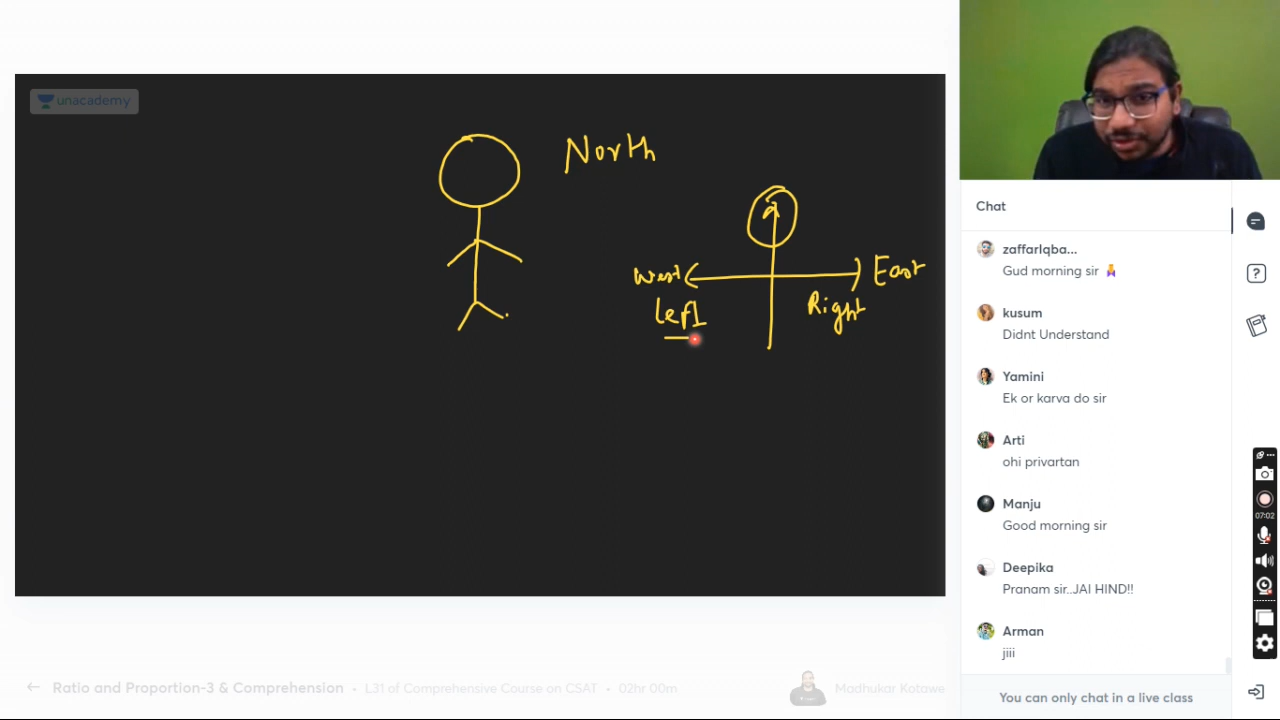 unacademy
North
West
East
Left
Right
Chat
zaffarIqba...
Gud morning sir
kusum
Didnt Understand
Yamini
Ek or karva do sir
Arti
ohi privartan
Manju
Good morning sir
Deepika
Pranam sir..JAI HIND!!
Arman
jiii
07:02
← Ratio and Proportion-3 & Comprehension • L31 of Comprehensive Course on CSAT • 02hr 00m
Madhukar Kotawe
You can only chat in a live class